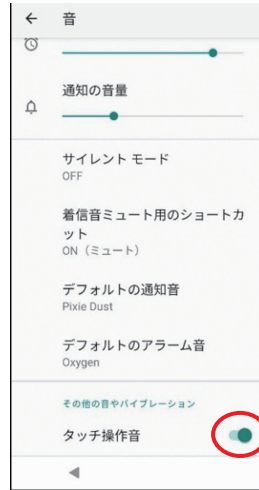 音
通知の音量
サイレント モード
OFF
着信音ミュート用のショートカ
ット
ON（ミュート）
デフォルトの通知音
Pixie Dust
デフォルトのアラーム音
Oxygen
その他の音やバイブレーション
タッチ操作音